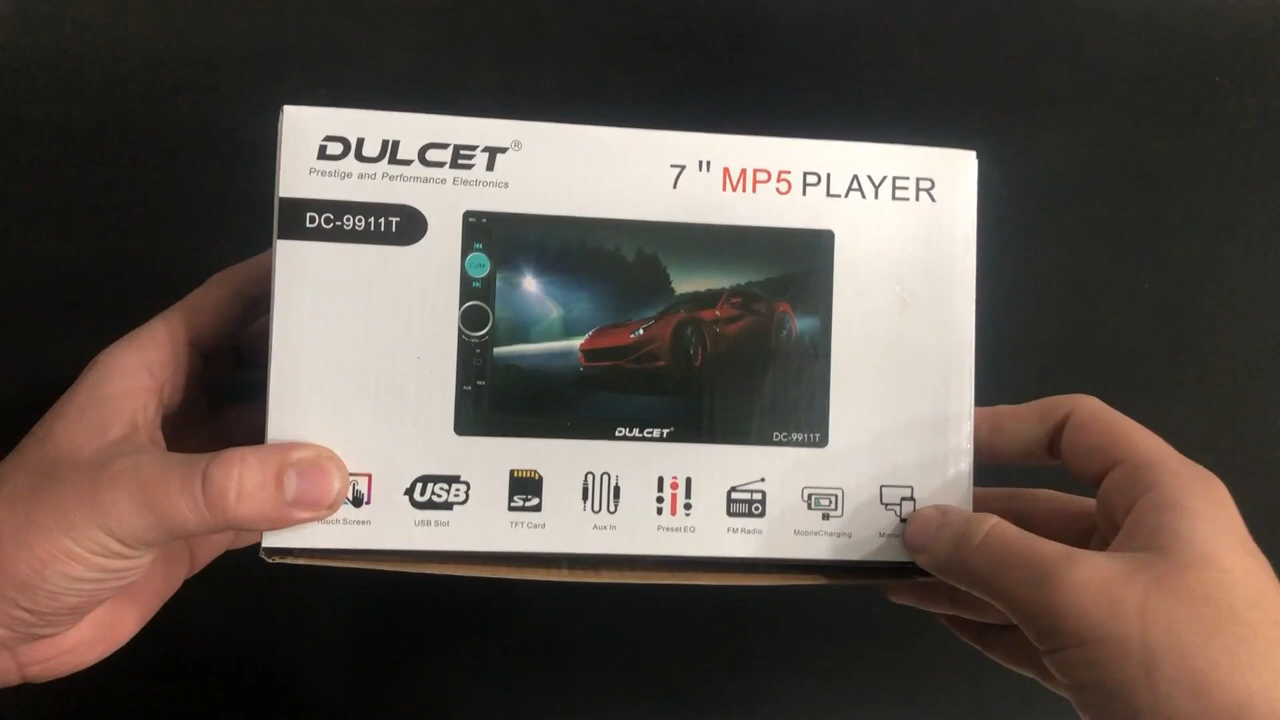 DULCET®
Prestige and Performance Electronics
7" MP5 PLAYER
DC-9911T
DULCET®
DC-9911T
Touch Screen
USB
USB Slot
TFT Card
Aux In
Preset EQ
FM Radio
MobileCharging
Mirror